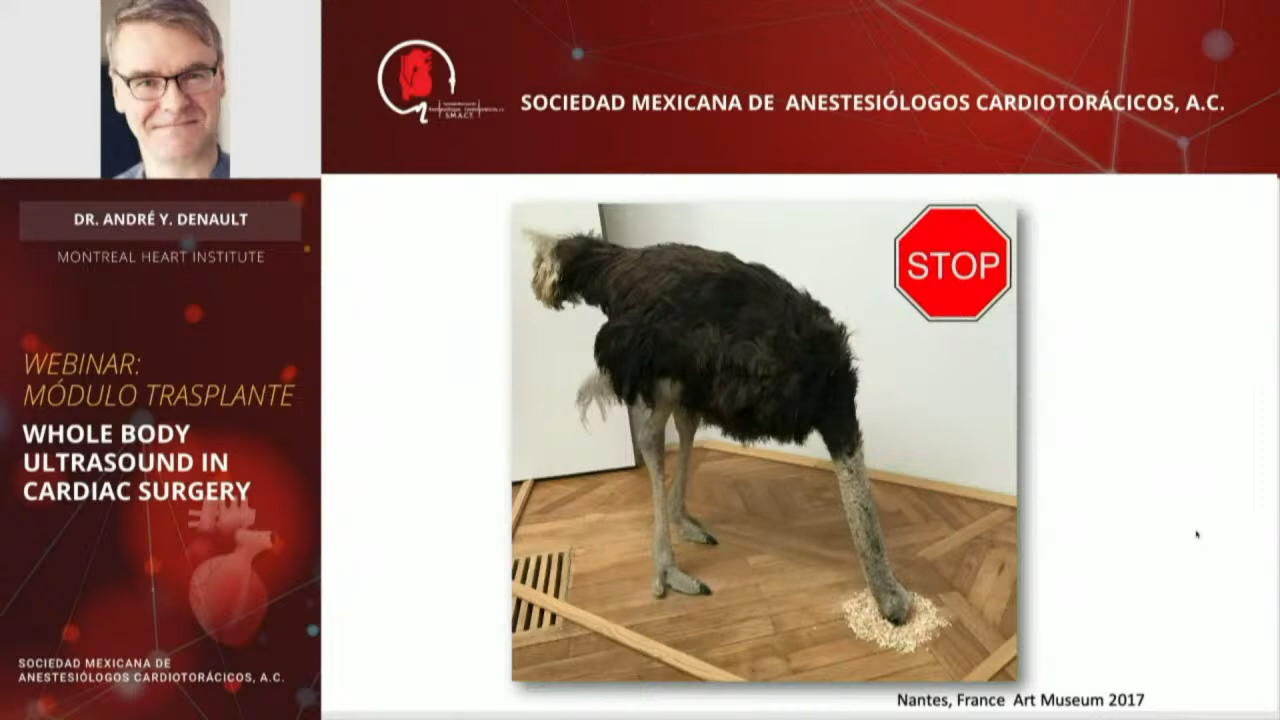 SOCIEDAD MEXICANA DE ANESTESIÓLOGOS CARDIOTORÁCICOS, A.C.
S.M.A.C.T.
DR. ANDRÉ Y. DENAULT
MONTREAL HEART INSTITUTE
WEBINAR:
MÓDULO TRASPLANTE
WHOLE BODY
ULTRASOUND IN
CARDIAC SURGERY
SOCIEDAD MEXICANA DE
ANESTESIÓLOGOS CARDIOTORÁCICOS, A.C.
STOP
Nantes, France Art Museum 2017